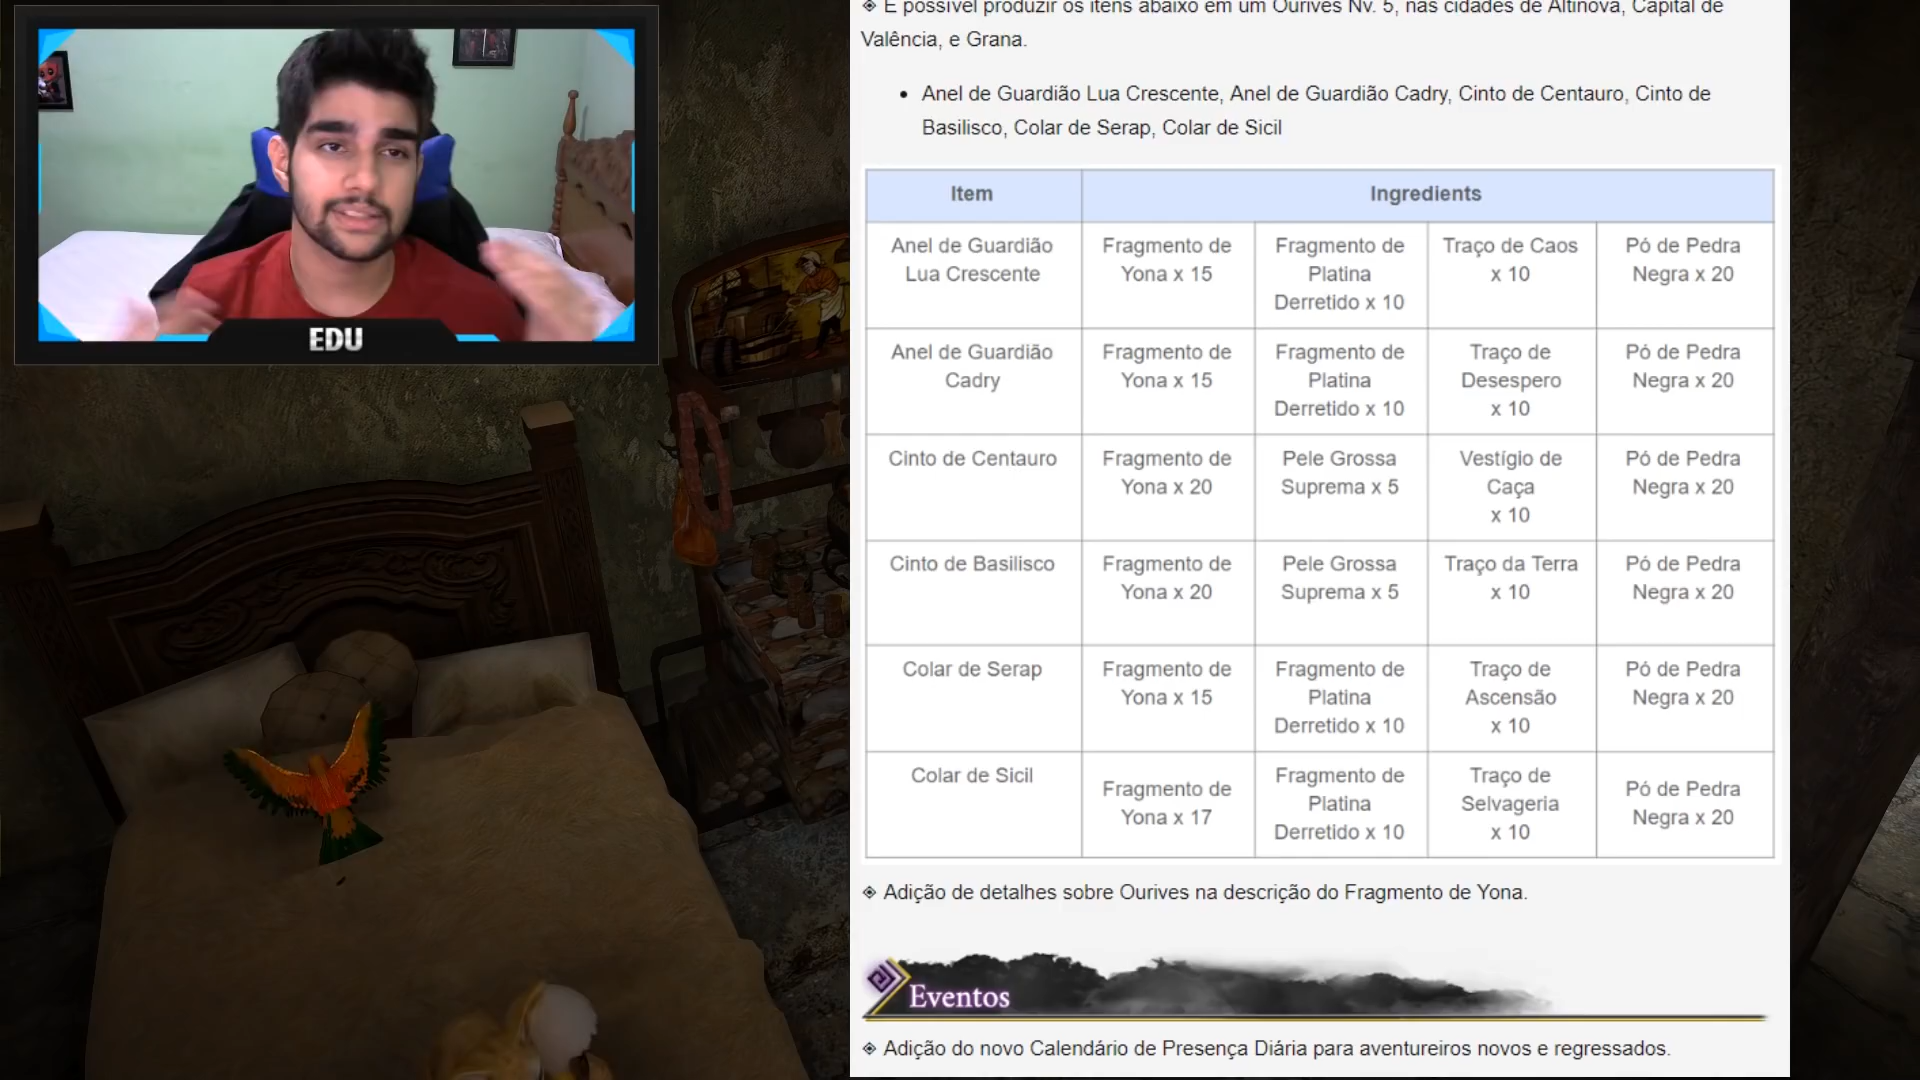 ◈ É possível produzir os itens abaixo em um Ourives Nv. 5, nas cidades de Altinova, Capital de
Valência, e Grana.
• Anel de Guardião Lua Crescente, Anel de Guardião Cadry, Cinto de Centauro, Cinto de
Basilisco, Colar de Serap, Colar de Sicil
Item Ingredients
Anel de Guardião
Lua Crescente
Fragmento de
Yona x 15
Fragmento de
Platina
Derretido x 10
Traço de Caos
x 10
Pó de Pedra
Negra x 20
Anel de Guardião
Cadry
Fragmento de
Yona x 15
Fragmento de
Platina
Derretido x 10
Traço de
Desespero
x 10
Pó de Pedra
Negra x 20
Cinto de Centauro
Fragmento de
Yona x 20
Pele Grossa
Suprema x 5
Vestígio de
Caça
x 10
Pó de Pedra
Negra x 20
Cinto de Basilisco
Fragmento de
Yona x 20
Pele Grossa
Suprema x 5
Traço da Terra
x 10
Pó de Pedra
Negra x 20
Colar de Serap
Fragmento de
Yona x 15
Fragmento de
Platina
Derretido x 10
Traço de
Ascensão
x 10
Pó de Pedra
Negra x 20
Colar de Sicil
Fragmento de
Yona x 17
Fragmento de
Platina
Derretido x 10
Traço de
Selvageria
x 10
Pó de Pedra
Negra x 20
◈ Adição de detalhes sobre Ourives na descrição do Fragmento de Yona.
Eventos
◈ Adição do novo Calendário de Presença Diária para aventureiros novos e regressados.
EDU